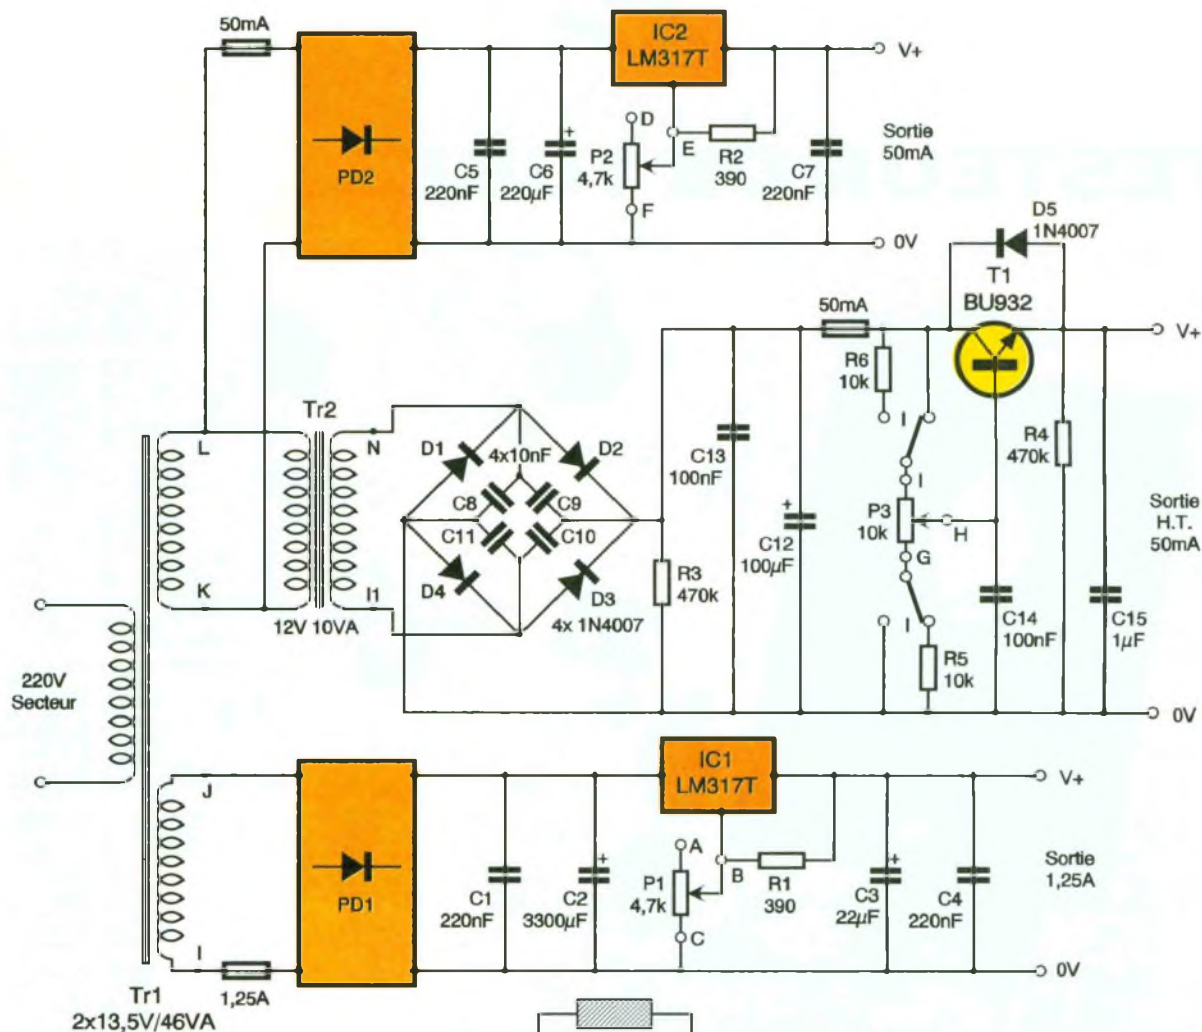 50mA
IC2
LM317T
V+
PD2
D
E
P2
4,7k
F
R2
390
C5
220nF
C6
220µF
+
C7
220nF
Sortie
50mA
0V
D5
1N4007
T1
BU932
50mA
V+
R6
10k
Tr2
L
N
D1
4x10nF
D2
C8
C9
C11
C10
D4
D3
4x 1N4007
K
I1
12V 10VA
C13
100nF
+
C12
100µF
R3
470k
I
I
P3
10k
H
G
I
R5
10k
R4
470k
C14
100nF
C15
1µF
Sortie
H.T.
50mA
0V
220V
Secteur
J
I
1,25A
Tr1
2x13,5V/46VA
PD1
IC1
LM317T
V+
A
B
P1
4,7k
C
R1
390
C1
220nF
C2
3300µF
+
C3
22µF
+
C4
220nF
Sortie
1,25A
0V